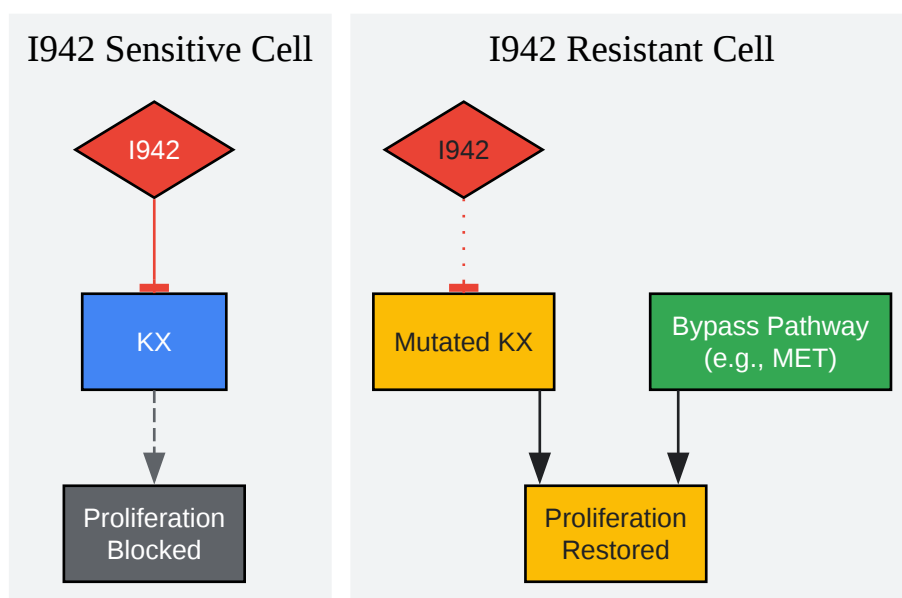 I942 Sensitive Cell
I942
KX
Proliferation
Blocked
I942 Resistant Cell
I942
Mutated KX
Bypass Pathway
(e.g., MET)
Proliferation
Restored